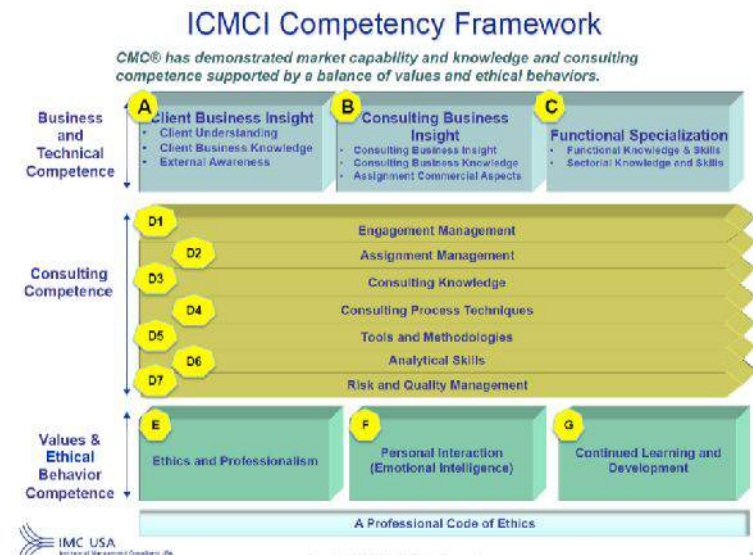 ICMCI Competency Framework
CMC® has demonstrated market capability and knowledge and consulting
competence supported by a balance of values and ethical behaviors.
Business
and
Technical
Competence
A
Client Business Insight
• Client Understanding
• Client Business Knowledge
• External Awareness
B
Consulting Business
Insight
• Consulting Business Insight
• Consulting Business Knowledge
• Assignment Commercial Aspects
C
Functional Specialization
• Functional Knowledge & Skills
• Sectorial Knowledge and Skills
Consulting
Competence
D1
Engagement Management
D2
Assignment Management
D3
Consulting Knowledge
D4
Consulting Process Techniques
D5
Tools and Methodologies
D6
Analytical Skills
D7
Risk and Quality Management
Values &
Ethical
Behavior
Competence
E
Ethics and Professionalism
F
Personal Interaction
(Emotional Intelligence)
G
Continued Learning and
Development
A Professional Code of Ethics
IMC USA